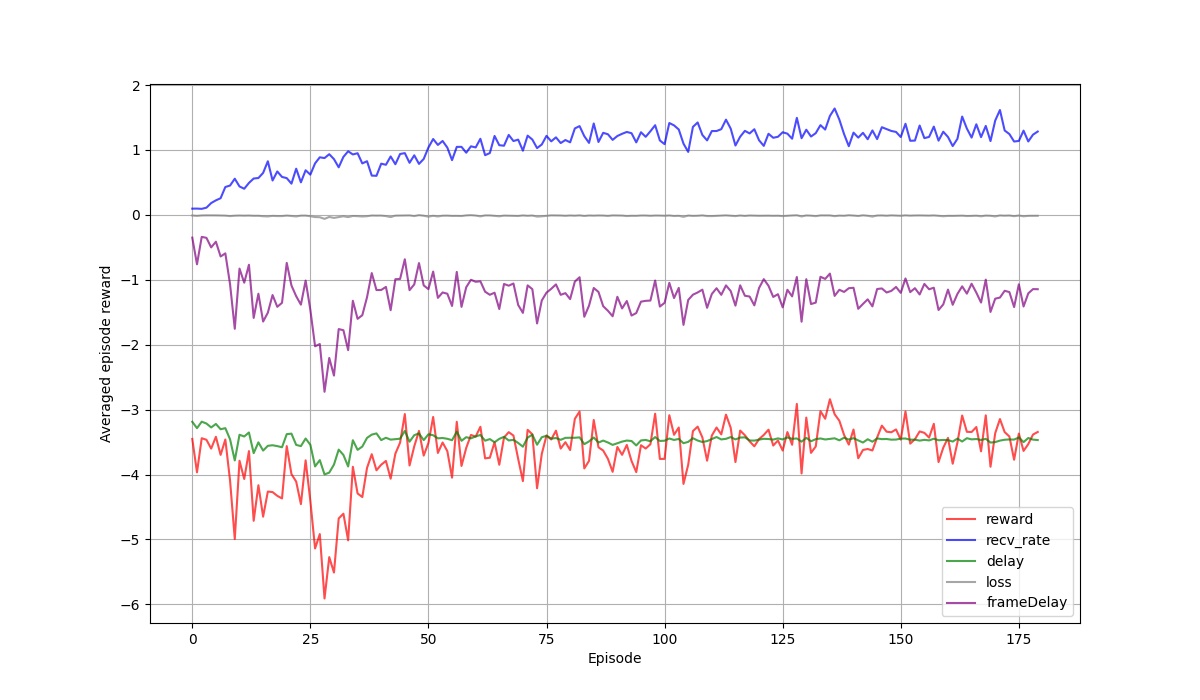 Averaged episode reward
2
1
0
−1
−2
−3
−4
−5
−6
0 25 50 75 100 125 150 175
Episode
reward
recv_rate
delay
loss
frameDelay